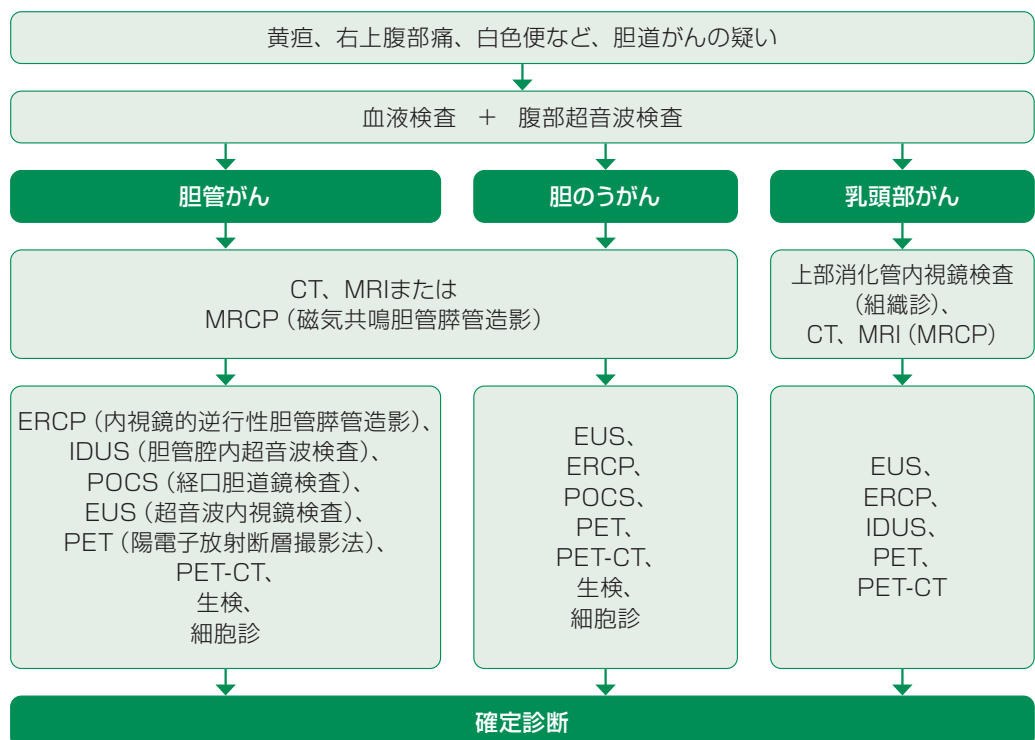 黄疸、右上腹部痛、白色便など、胆道がんの疑い
血液検査 + 腹部超音波検査
胆管がん
胆のうがん
乳頭部がん
CT、MRIまたは
MRCP（磁気共鳴胆管膵管造影）
上部消化管内視鏡検査
（組織診）、
CT、MRI（MRCP）
ERCP（内視鏡的逆行性胆管膵管造影）、
IDUS（胆管腔内超音波検査）、
POCS（経口胆道鏡検査）、
EUS（超音波内視鏡検査）、
PET（陽電子放射断層撮影法）、
PET-CT、
生検、
細胞診
EUS、
ERCP、
POCS、
PET、
PET-CT、
生検、
細胞診
EUS、
ERCP、
IDUS、
PET、
PET-CT
確定診断